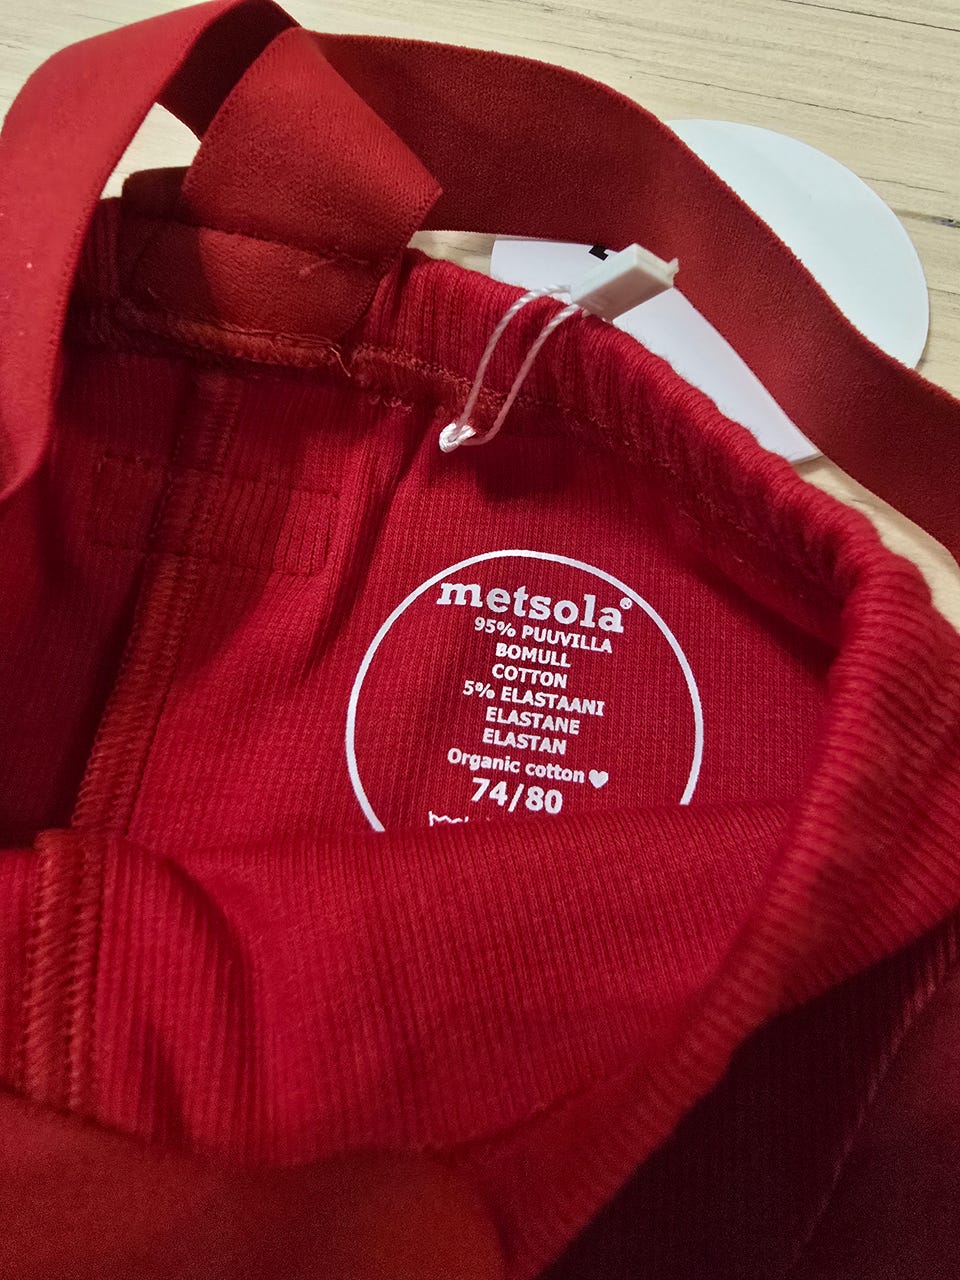 metsola®
95% PUUVILLA
BOMULL
COTTON
5% ELASTAANI
ELASTANE
ELASTAN
Organic cotton♥
74/80